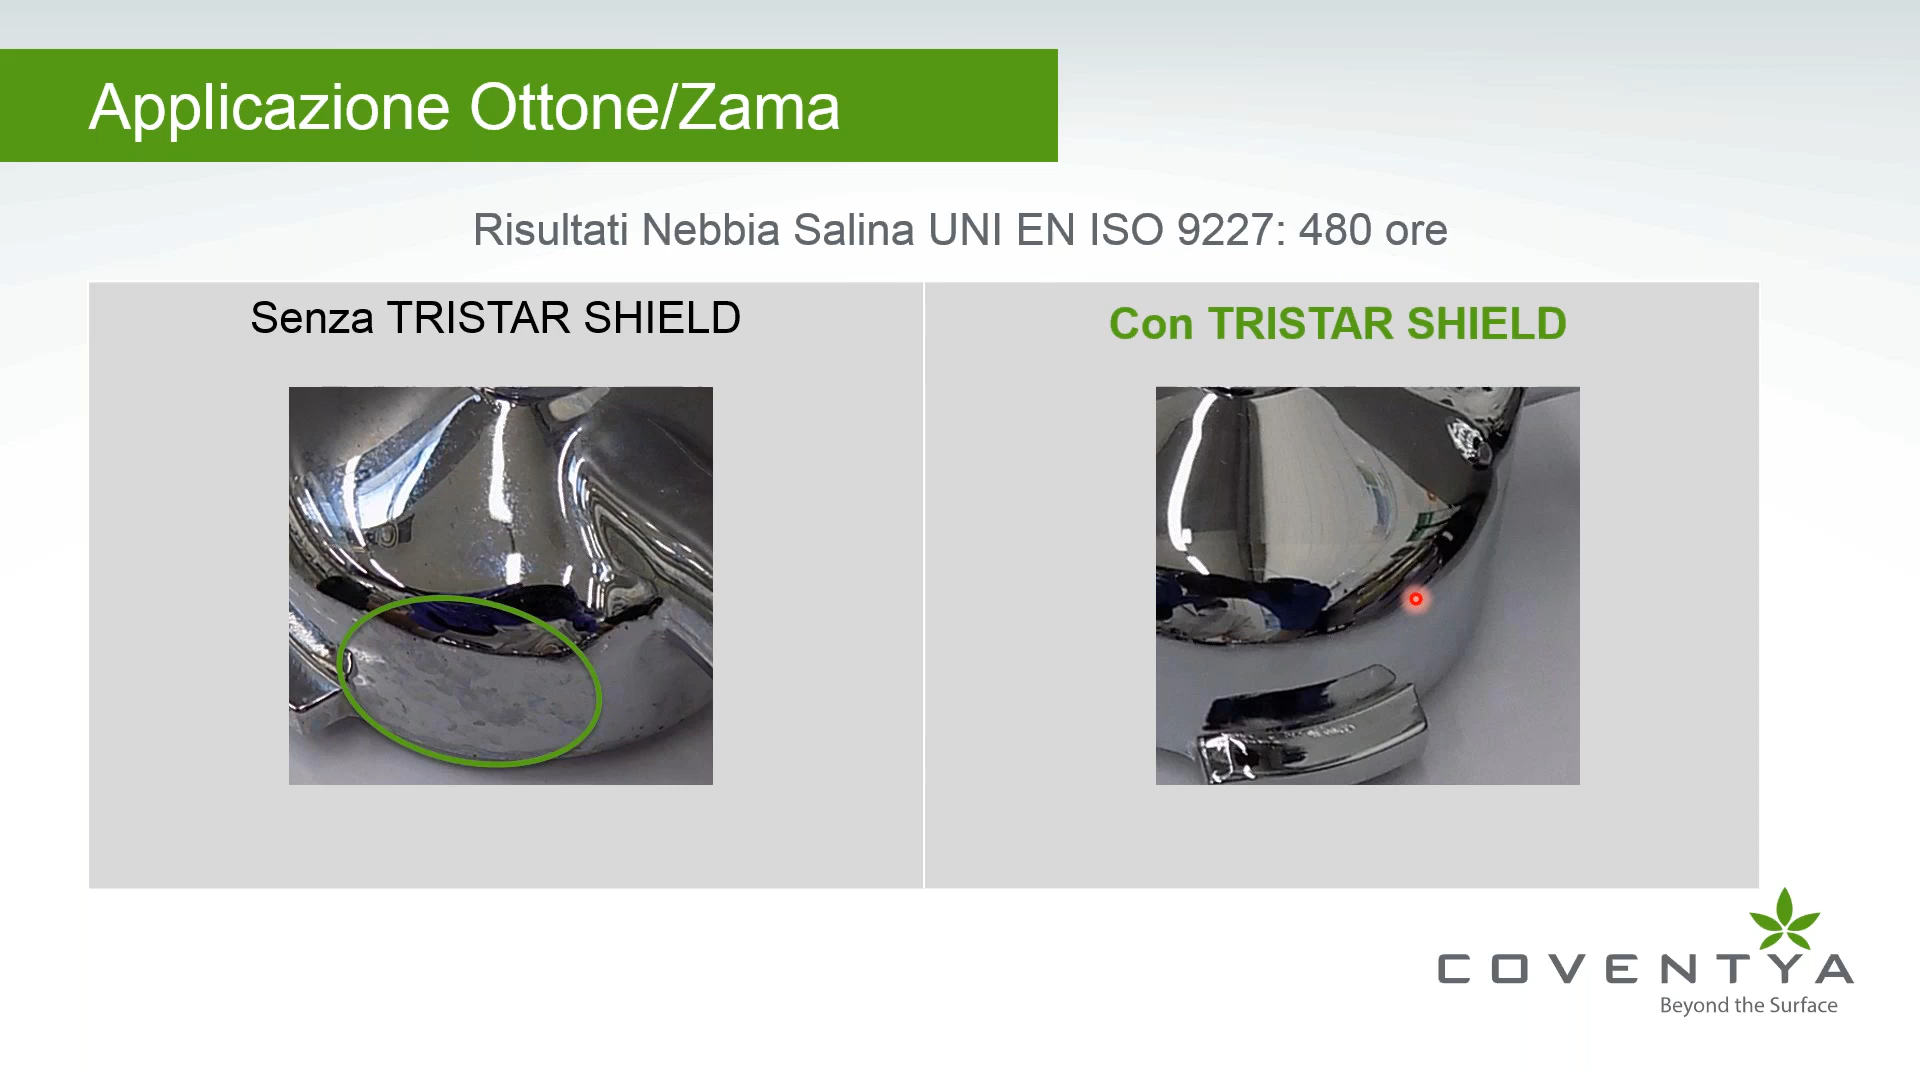 Applicazione Ottone/Zama
Risultati Nebbia Salina UNI EN ISO 9227: 480 ore
Senza TRISTAR SHIELD
Con TRISTAR SHIELD
COVENTYA
Beyond the Surface